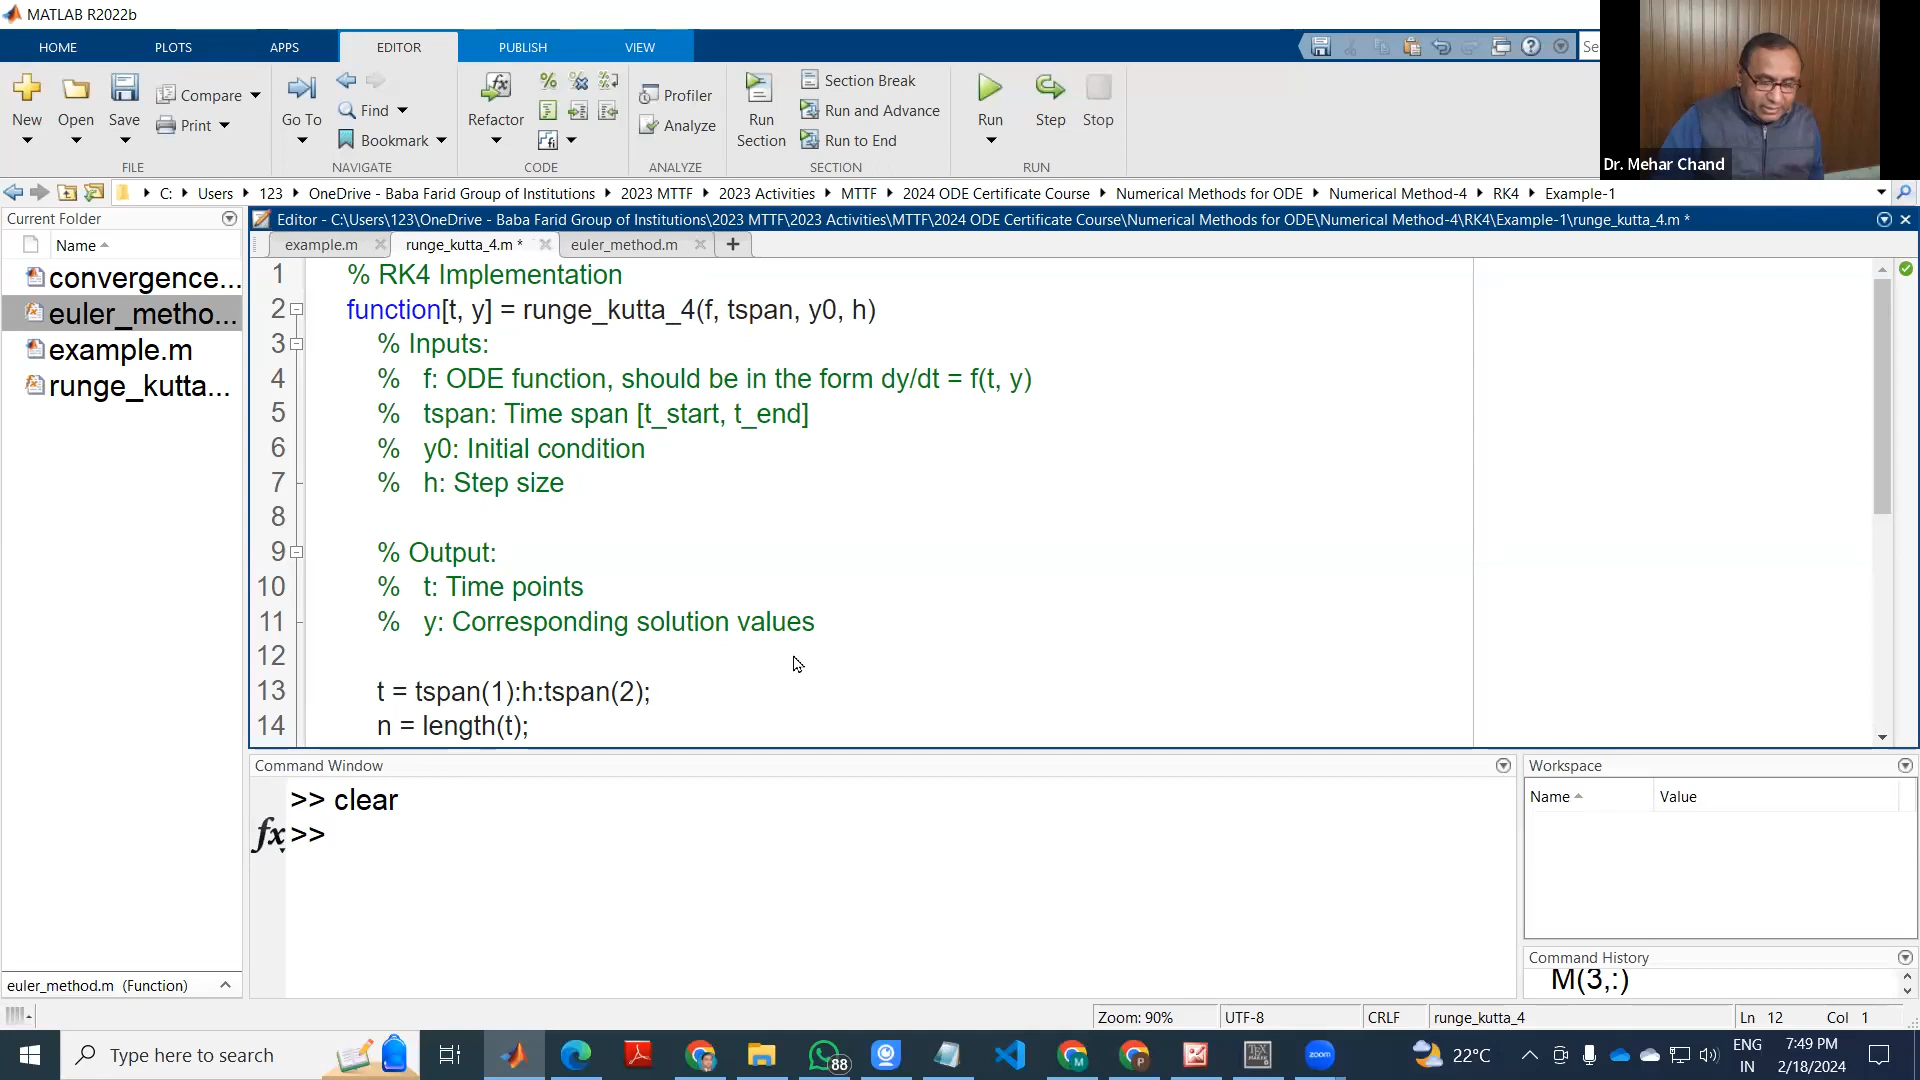 MATLAB R2022b
HOME PLOTS APPS EDITOR PUBLISH VIEW Se
New Open Save Compare Print Go To Find Bookmark Refactor Profiler Analyze Run Section Section Break Run and Advance Run to End Run Step Stop
FILE NAVIGATE CODE ANALYZE SECTION RUN
Dr. Mehar Chand
C: Users 123 OneDrive - Baba Farid Group of Institutions 2023 MTTF 2023 Activities MTTF 2024 ODE Certificate Course Numerical Methods for ODE Numerical Method-4 RK4 Example-1
Current Folder
Name
convergence...
euler_metho...
example.m
runge_kutta...
euler_method.m (Function)
Editor - C:\Users\123\OneDrive - Baba Farid Group of Institutions\2023 MTTF\2023 Activities\MTTF\2024 ODE Certificate Course\Numerical Methods for ODE\Numerical Method-4\RK4\Example-1\runge_kutta_4.m *
example.m runge_kutta_4.m * euler_method.m
1 % RK4 Implementation
2 function[t, y] = runge_kutta_4(f, tspan, y0, h)
3 % Inputs:
4 % f: ODE function, should be in the form dy/dt = f(t, y)
5 % tspan: Time span [t_start, t_end]
6 % y0: Initial condition
7 % h: Step size
8
9 % Output:
10 % t: Time points
11 % y: Corresponding solution values
12
13 t = tspan(1):h:tspan(2);
14 n = length(t);
Command Window
>> clear
fx >>
Workspace
Name Value
Command History
M(3,:)
Zoom: 90% UTF-8 CRLF runge_kutta_4 Ln 12 Col 1
Type here to search 88 zoom 22°C ENG IN 7:49 PM 2/18/2024